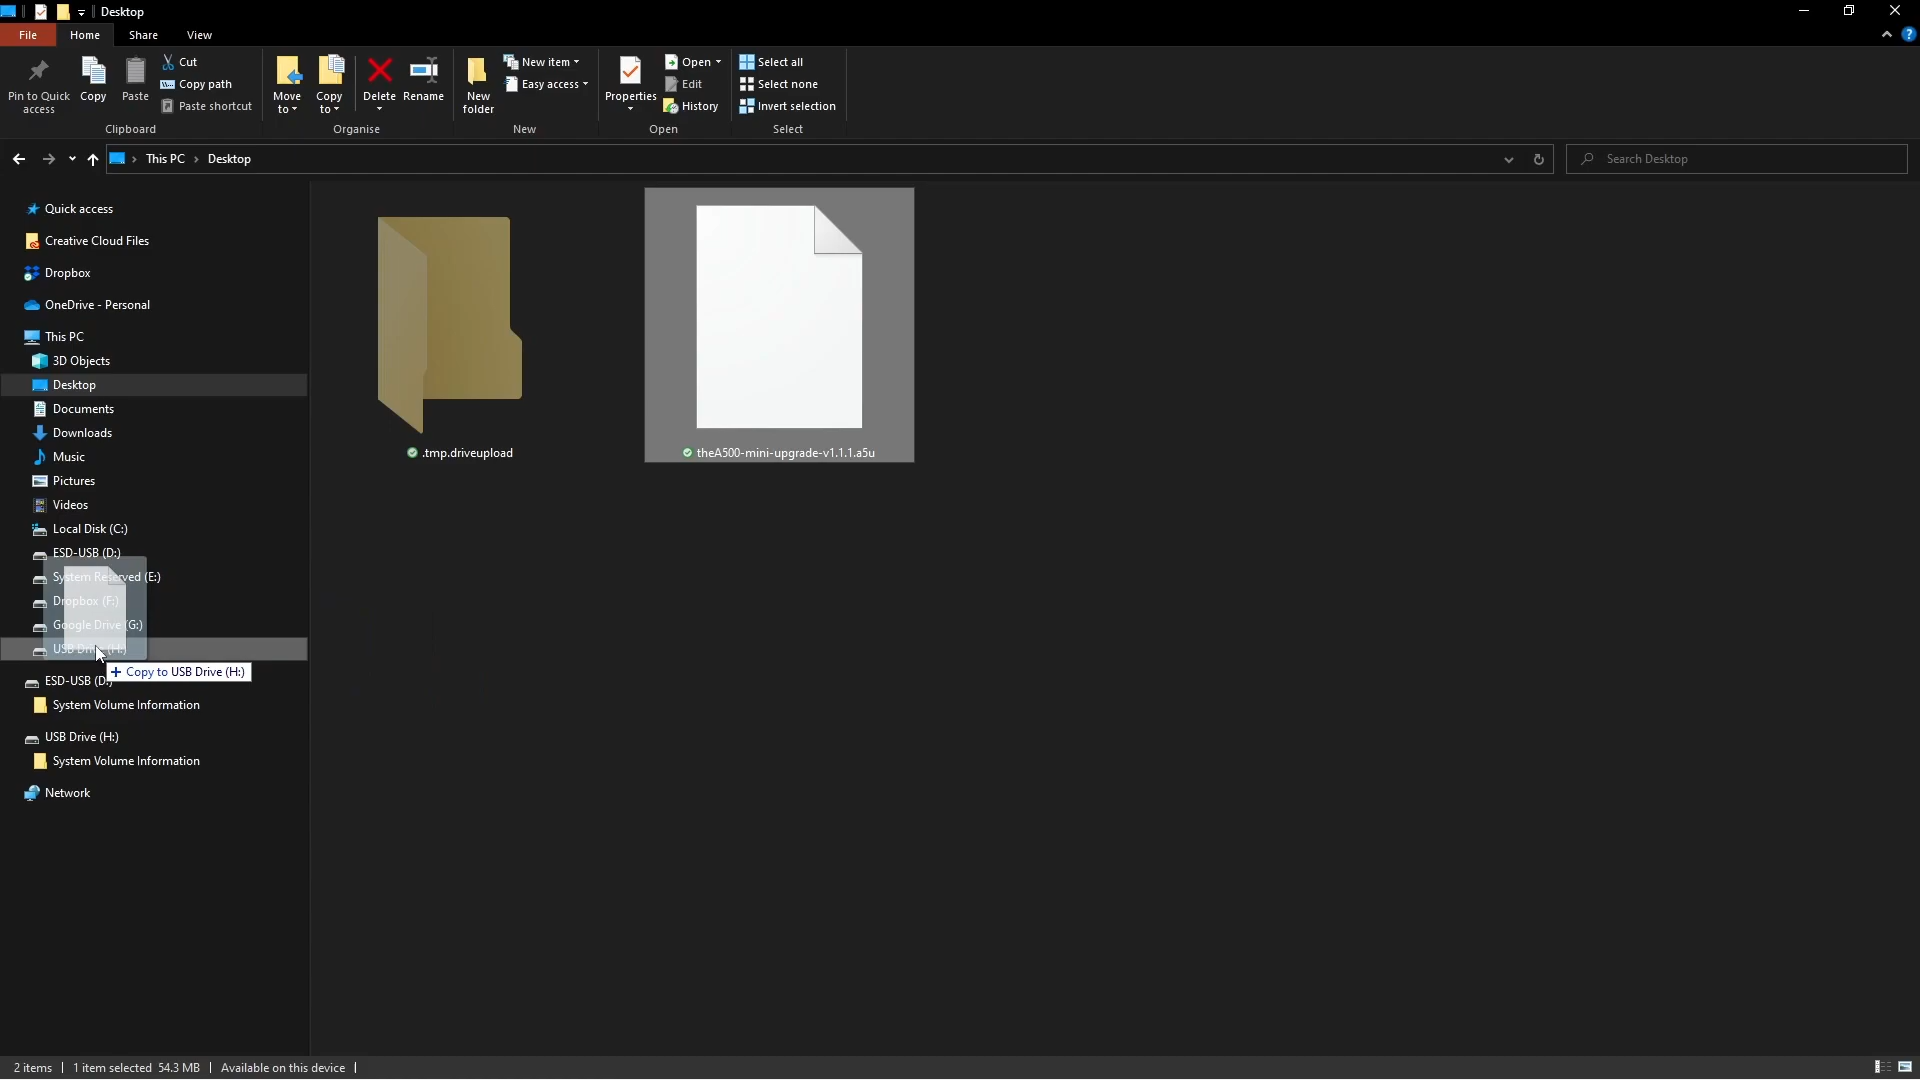 Desktop
File Home Share View
Pin to Quick access
Copy
Paste
Cut
Copy path
Paste shortcut
Clipboard
Move to
Copy to
Delete
Rename
Organise
New folder
New item
Easy access
New
Properties
Open
Edit
History
Open
Select all
Select none
Invert selection
Select
This PC › Desktop
Search Desktop
Quick access
Creative Cloud Files
Dropbox
OneDrive - Personal
This PC
3D Objects
Desktop
Documents
Downloads
Music
Pictures
Videos
Local Disk (C:)
ESD-USB (D:)
System Reserved (E:)
Dropbox (F:)
Google Drive (G:)
USB Drive (H:)
+ Copy to USB Drive (H:)
ESD-USB (D:)
System Volume Information
USB Drive (H:)
System Volume Information
Network
.tmp.driveupload
theA500-mini-upgrade-v1.1.1.a5u
2 items | 1 item selected 54.3 MB | Available on this device |